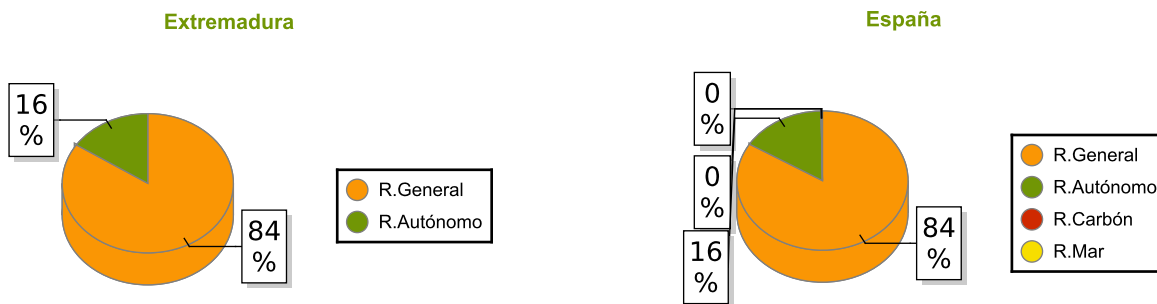 Extremadura
16
%
84
%
R.General
R.Autónomo
España
0
%
0
%
16
%
84
%
R.General
R.Autónomo
R.Carbón
R.Mar